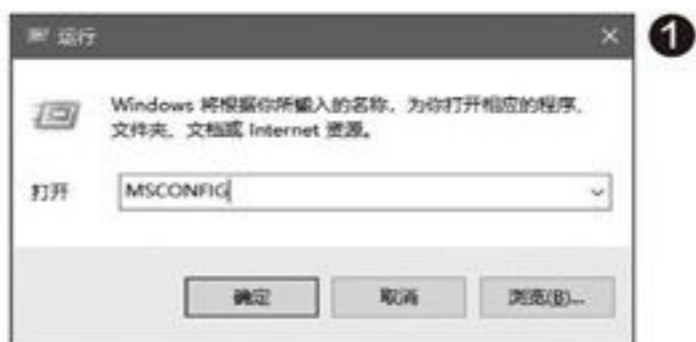 运行
1
Windows 将根据你所输入的名称，为你打开相应的程序、
文件夹、文档或 Internet 资源。
打开
MSCONFIG
确定 取消 浏览(B)...